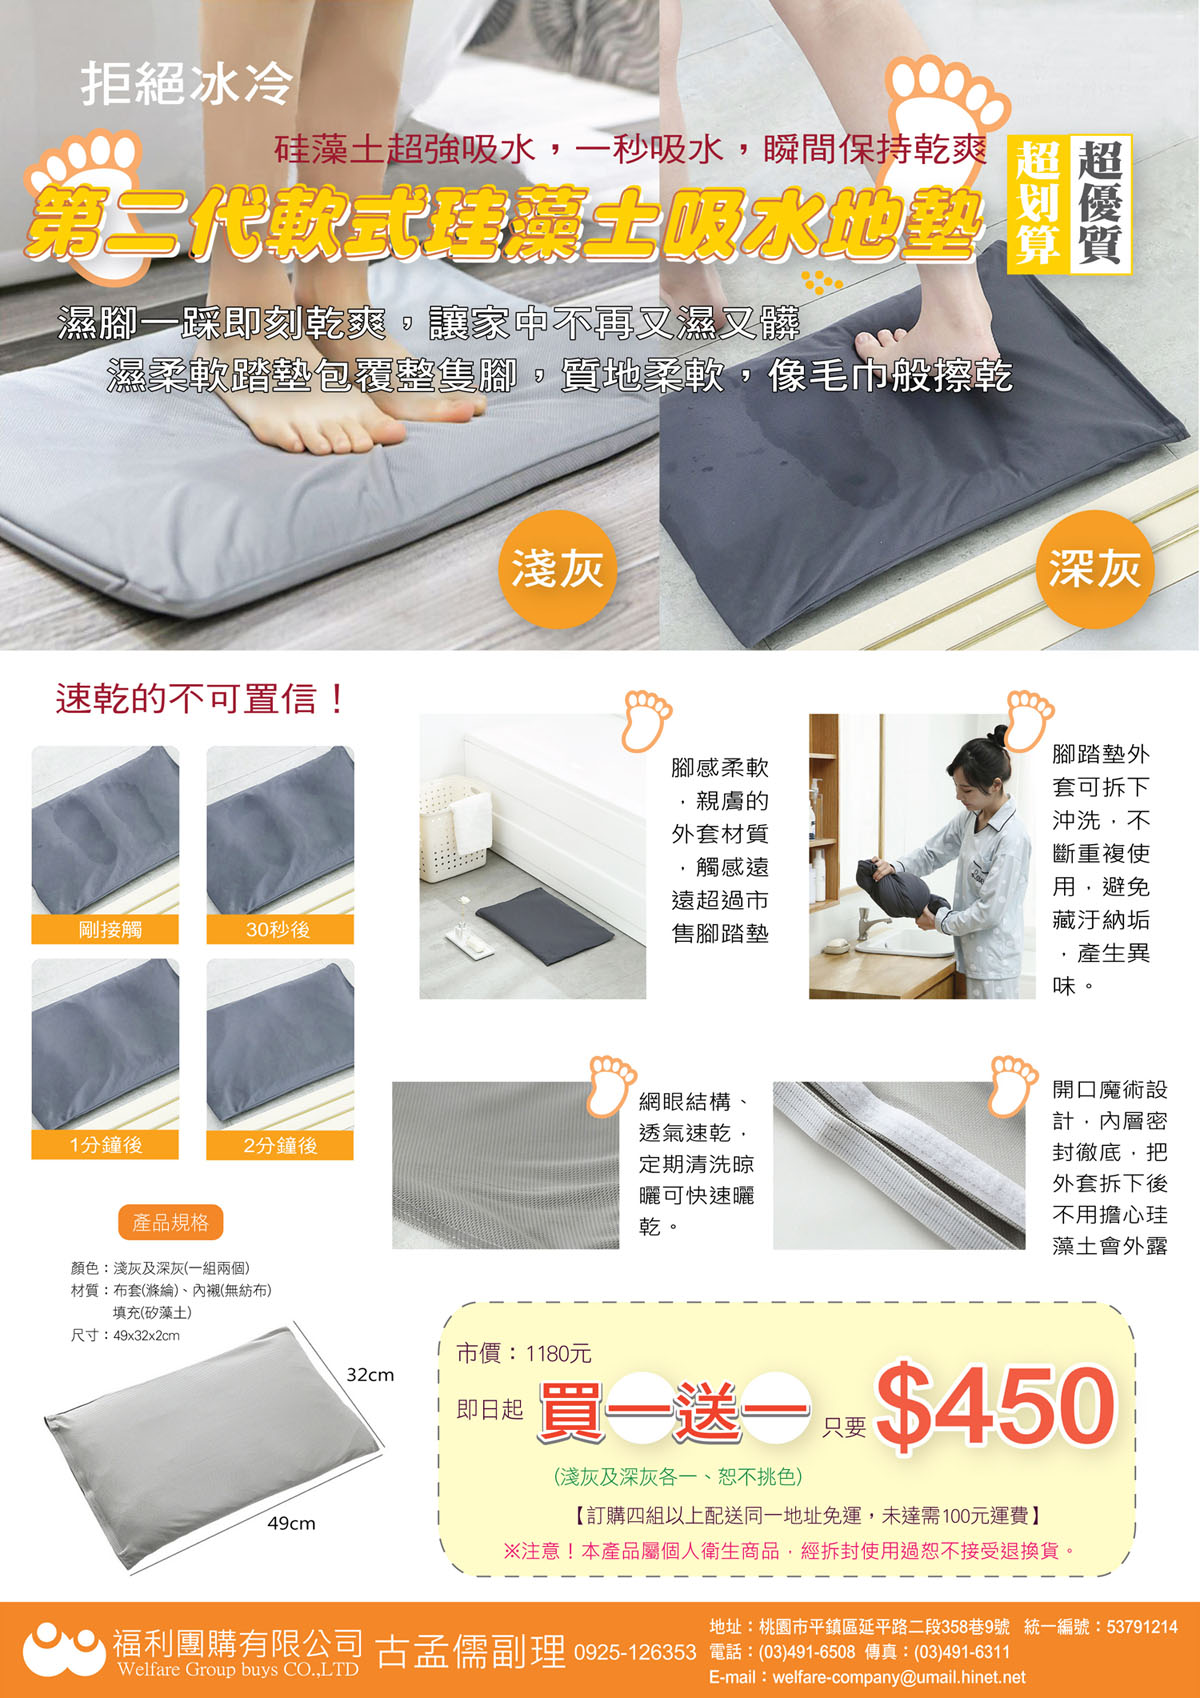 拒絕冰冷
硅藻土超強吸水，一秒吸水，瞬間保持乾爽
第二代軟式珪藻土吸水地墊
超優質
超划算
濕腳一踩即刻乾爽，讓家中不再又濕又髒
濕柔軟踏墊包覆整隻腳，質地柔軟，像毛巾般擦乾
淺灰
深灰
速乾的不可置信！
剛接觸
30秒後
1分鐘後
2分鐘後
腳感柔軟
，親膚的
外套材質
，觸感遠
遠超過市
售腳踏墊
腳踏墊外
套可拆下
沖洗，不
斷重複使
用，避免
藏汙納垢
，產生異
味。
網眼結構、
透氣速乾，
定期清洗晾
曬可快速曬
乾。
開口魔術設
計，內層密
封徹底，把
外套拆下後
不用擔心珪
藻土會外露
產品規格
顏色：淺灰及深灰(一組兩個)
材質：布套(滌綸)、內襯(無紡布)
填充(矽藻土)
尺寸：49x32x2cm
32cm
49cm
市價：1180元
即日起 買一送一 只要 $450
(淺灰及深灰各一、恕不挑色)
【訂購四組以上配送同一地址免運，未達需100元運費】
※注意！本產品屬個人衛生商品，經拆封使用過恕不接受退換貨。
福利團購有限公司
Welfare Group buys CO.,LTD
古孟儒副理 0925-126353
地址：桃園市平鎮區延平路二段358巷9號 統一編號：53791214
電話：(03)491-6508 傳真：(03)491-6311
E-mail：welfare-company@umail.hinet.net